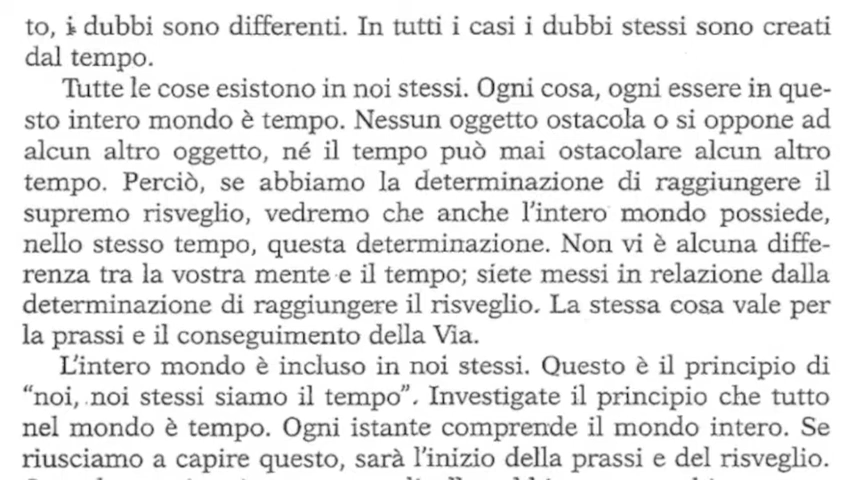 to, i dubbi sono differenti. In tutti i casi i dubbi stessi sono creati
dal tempo.
Tutte le cose esistono in noi stessi. Ogni cosa, ogni essere in que-
sto intero mondo è tempo. Nessun oggetto ostacola o si oppone ad
alcun altro oggetto, né il tempo può mai ostacolare alcun altro
tempo. Perciò, se abbiamo la determinazione di raggiungere il
supremo risveglio, vedremo che anche l'intero mondo possiede,
nello stesso tempo, questa determinazione. Non vi è alcuna diffe-
renza tra la vostra mente e il tempo; siete messi in relazione dalla
determinazione di raggiungere il risveglio. La stessa cosa vale per
la prassi e il conseguimento della Via.
L'intero mondo è incluso in noi stessi. Questo è il principio di
“noi, noi stessi siamo il tempo”. Investigate il principio che tutto
nel mondo è tempo. Ogni istante comprende il mondo intero. Se
riusciamo a capire questo, sarà l'inizio della prassi e del risveglio.